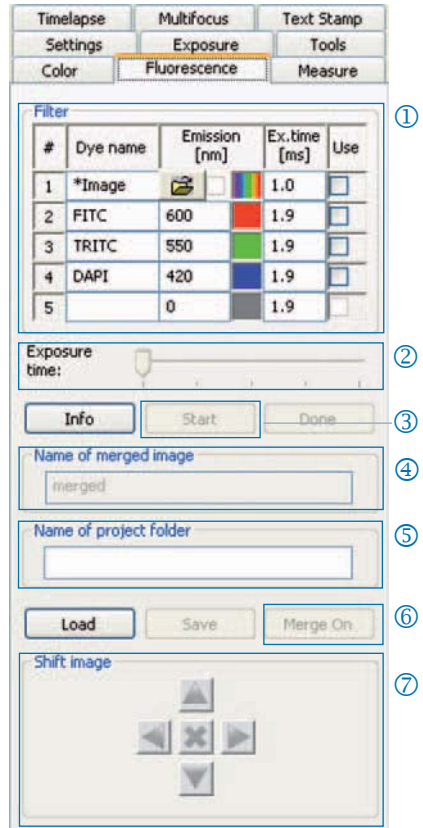 Timelapse Multifocus Text Stamp
Settings Exposure Tools
Color Fluorescence Measure
Filter ①
# Dye name Emission [nm] Ex.time [ms] Use
1 *Image 1.0
2 FITC 600 1.9
3 TRITC 550 1.9
4 DAPI 420 1.9
5 0 1.9
Exposure time: ②
Info Start Done ③
Name of merged image ④
merged
Name of project folder ⑤
Load Save Merge On ⑥
Shift image ⑦